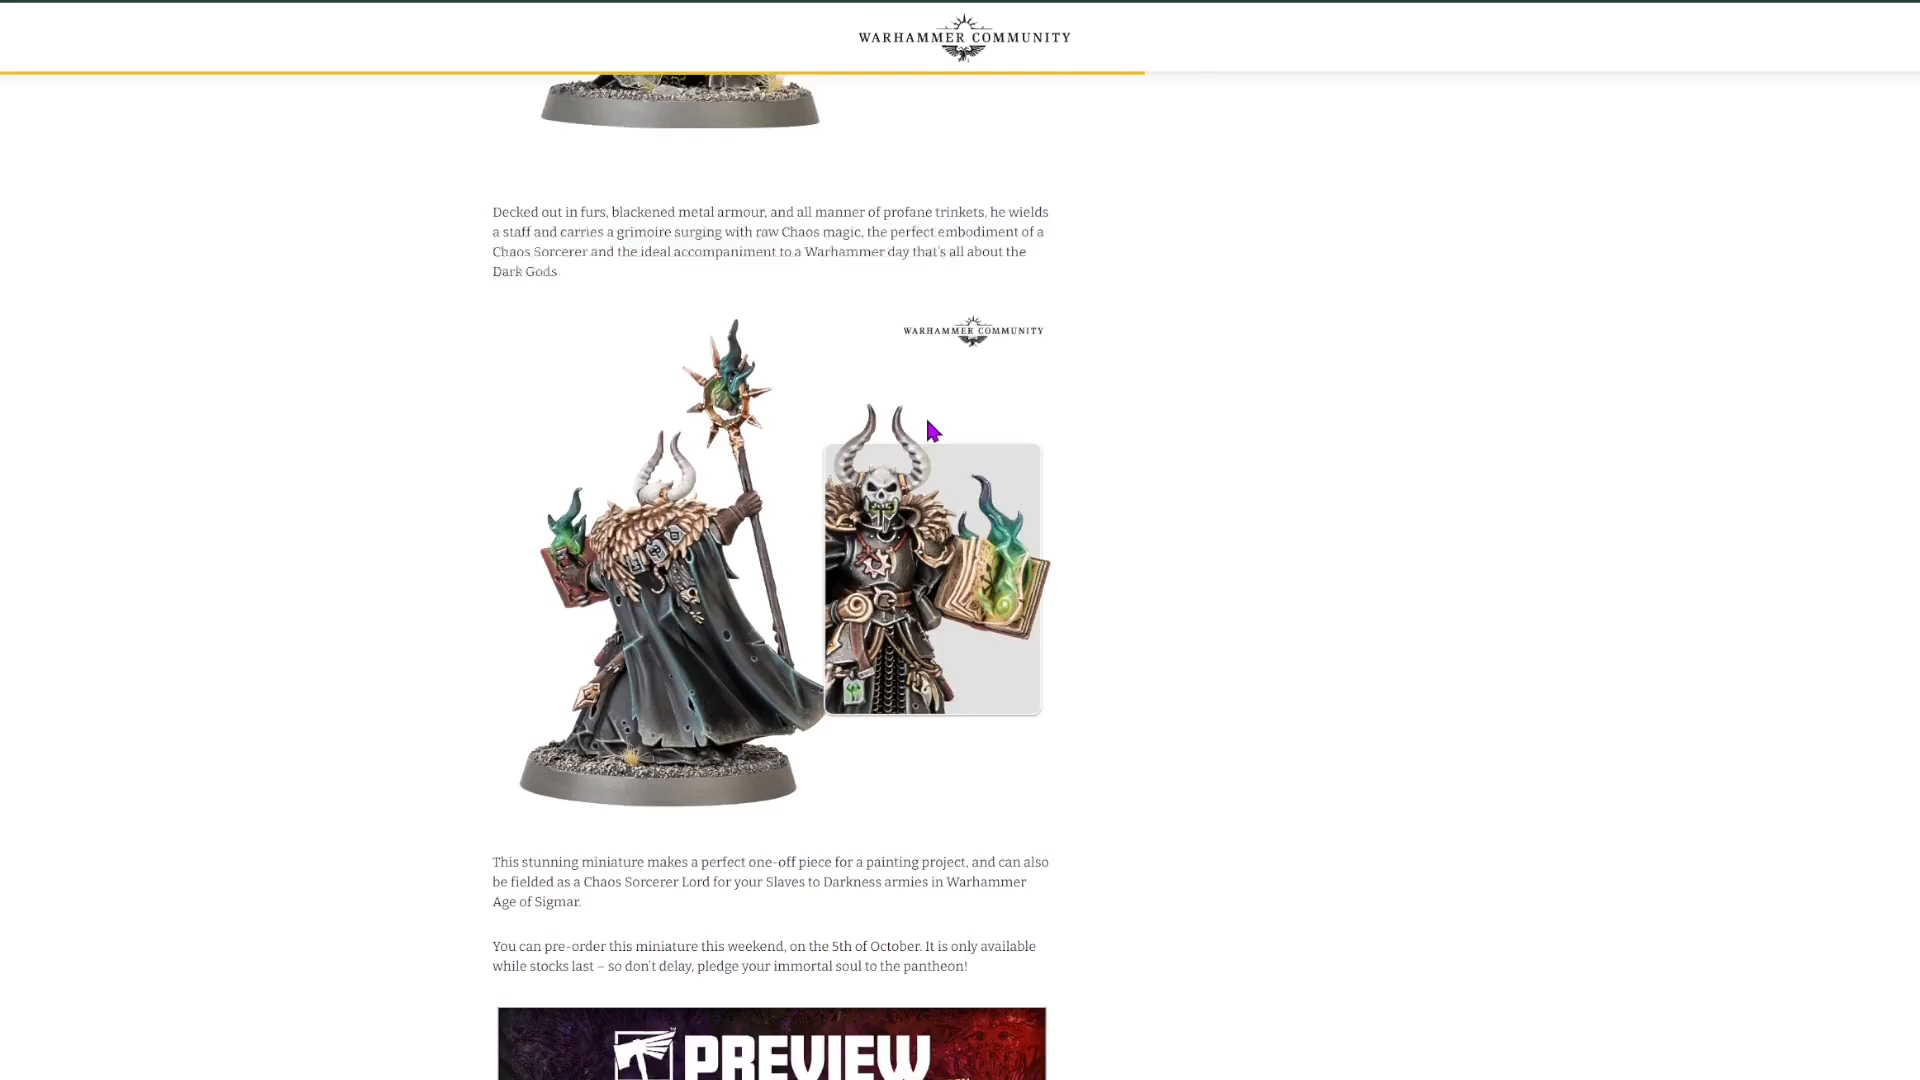 WARHAMMER COMMUNITY
Decked out in furs, blackened metal armour, and all manner of profane trinkets, he wields
a staff and carries a grimoire surging with raw Chaos magic, the perfect embodiment of a
Chaos Sorcerer and the ideal accompaniment to a Warhammer day that's all about the
Dark Gods
WARHAMMER COMMUNITY
This stunning miniature makes a perfect one-off piece for a painting project, and can also
be fielded as a Chaos Sorcerer Lord for your Slaves to Darkness armies in Warhammer
Age of Sigmar.
You can pre-order this miniature this weekend, on the 5th of October. It is only available
while stocks last – so don't delay, pledge your immortal soul to the pantheon!
PREVIEW